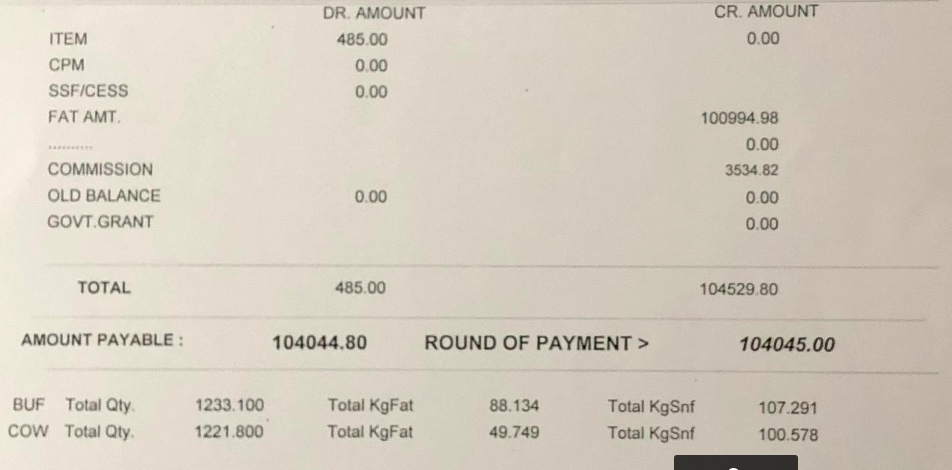 DR. AMOUNT CR. AMOUNT
ITEM 485.00 0.00
CPM 0.00
SSF/CESS 0.00
FAT AMT. 100994.98
.......... 0.00
COMMISSION 3534.82
OLD BALANCE 0.00 0.00
GOVT.GRANT 0.00
TOTAL 485.00 104529.80
AMOUNT PAYABLE : 104044.80 ROUND OF PAYMENT > 104045.00
BUF Total Qty. 1233.100 Total KgFat 88.134 Total KgSnf 107.291
COW Total Qty. 1221.800 Total KgFat 49.749 Total KgSnf 100.578